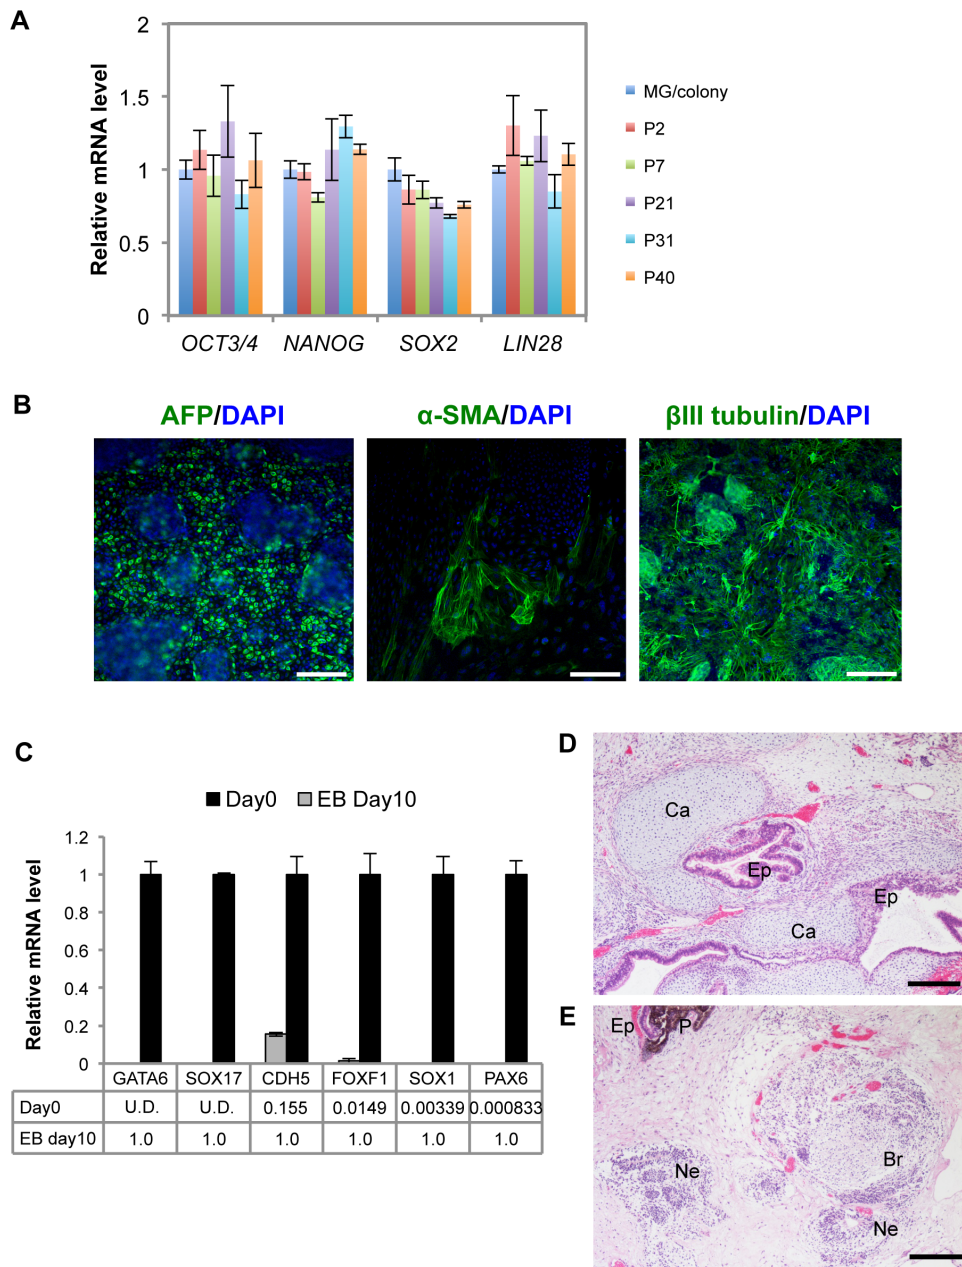 A
2
1.5
1
0.5
0
Relative mRNA level
OCT3/4 NANOG SOX2 LIN28
MG/colony
P2
P7
P21
P31
P40
B
AFP/DAPI
α-SMA/DAPI
βIII tubulin/DAPI
C
Day0 EB Day10
1.2
1
0.8
0.6
0.4
0.2
0
Relative mRNA level
GATA6 SOX17 CDH5 FOXF1 SOX1 PAX6
Day0 U.D. U.D. 0.155 0.0149 0.00339 0.000833
EB day10 1.0 1.0 1.0 1.0 1.0 1.0
D
Ca
Ep
Ep
Ca
E
Ep P
Ne
Br
Ne